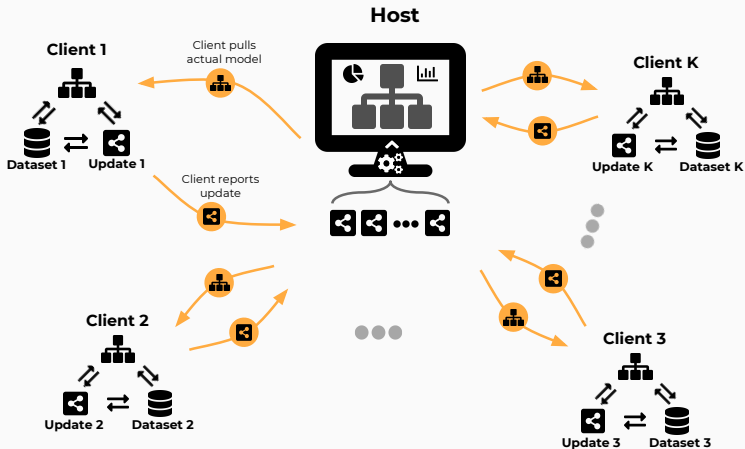 Host
Client 1
Client pulls
actual model
Client K
Dataset 1
Update 1
Update K
Dataset K
Client reports
update
Client 2
Client 3
Update 2
Dataset 2
Update 3
Dataset 3